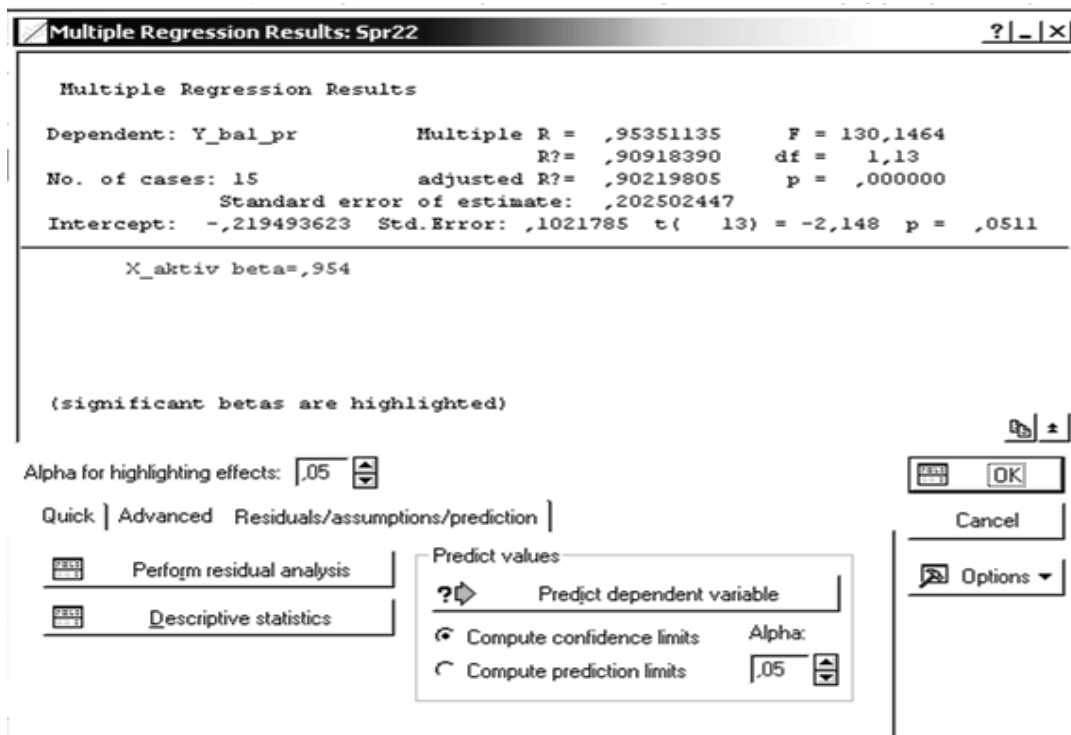 Multiple Regression Results: Spr22
Multiple Regression Results
Dependent: Y_bal_pr Multiple R = ,95351135 F = 130,1464
R?= ,90918390 df = 1,13
No. of cases: 15 adjusted R?= ,90219805 p = ,000000
Standard error of estimate: ,202502447
Intercept: -,219493623 Std.Error: ,1021785 t( 13) = -2,148 p = ,0511
X_aktiv beta=,954
(significant betas are highlighted)
Alpha for highlighting effects: ,05
OK
Quick Advanced Residuals/assumptions/prediction
Cancel
Perform residual analysis
Descriptive statistics
Predict values
Predict dependent variable
Compute confidence limits
Compute prediction limits
Alpha:
,05
Options